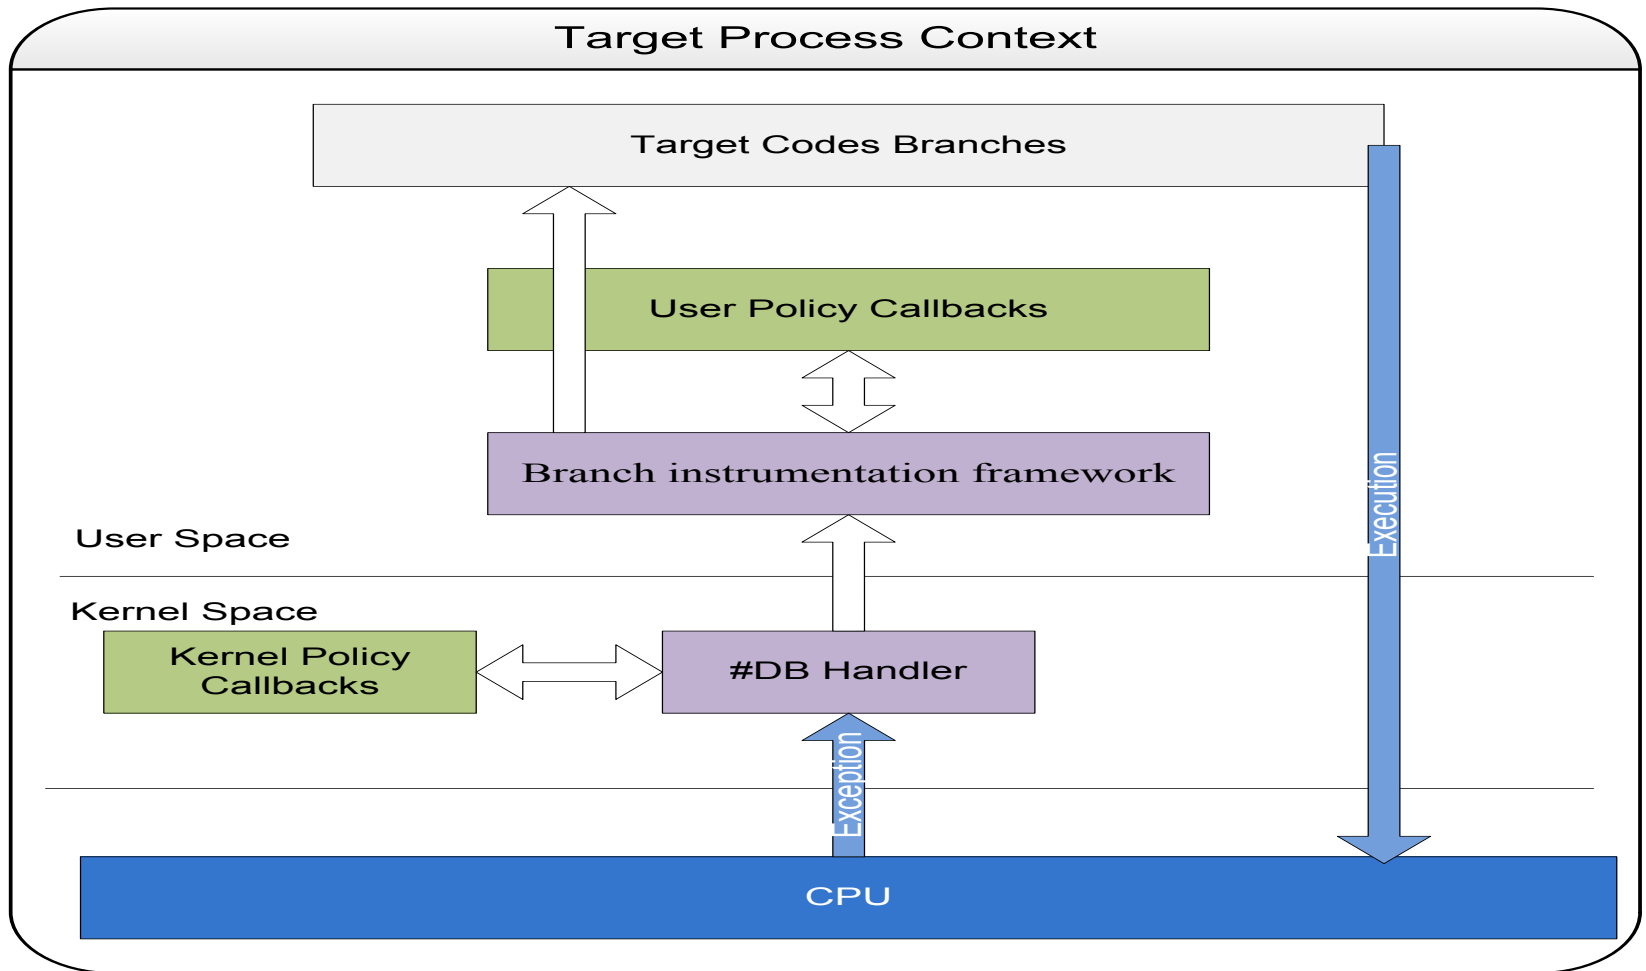 Target Process Context
Target Codes Branches
User Policy Callbacks
Branch instrumentation framework
Execution
User Space
Kernel Space
Kernel Policy
Callbacks
#DB Handler
Exception
CPU